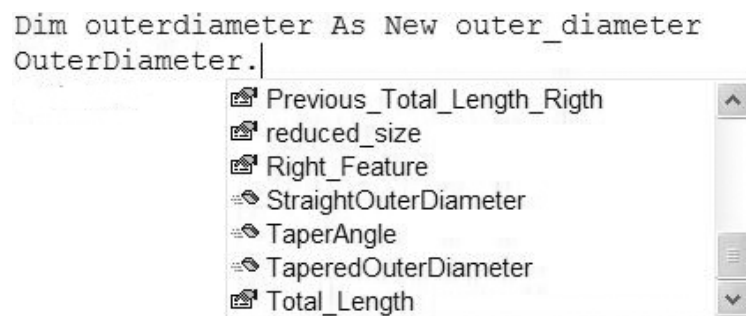 Dim outerdiameter As New outer_diameter
OuterDiameter.
Previous_Total_Length_Rigth
reduced_size
Right_Feature
StraightOuterDiameter
TaperAngle
TaperedOuterDiameter
Total_Length